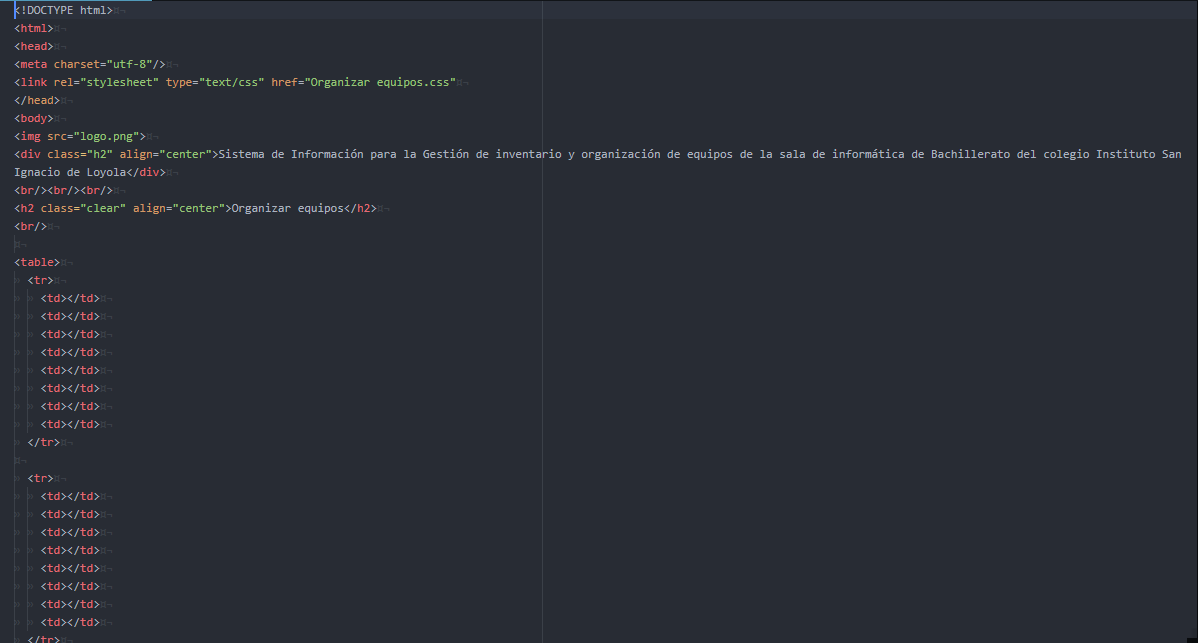 <!DOCTYPE html>
<html>
<head>
<meta charset="utf-8"/>
<link rel="stylesheet" type="text/css" href="Organizar equipos.css"
</head>
<body>
<img src="logo.png">
<div class="h2" align="center">Sistema de Información para la Gestión de inventario y organización de equipos de la sala de informática de Bachillerato del colegio Instituto San
Ignacio de Loyola</div>
<br/><br/><br/>
<h2 class="clear" align="center">Organizar equipos</h2>
<br/>
<table>
<tr>
<td></td>
<td></td>
<td></td>
<td></td>
<td></td>
<td></td>
<td></td>
<td></td>
</tr>
<tr>
<td></td>
<td></td>
<td></td>
<td></td>
<td></td>
<td></td>
<td></td>
<td></td>
</tr>